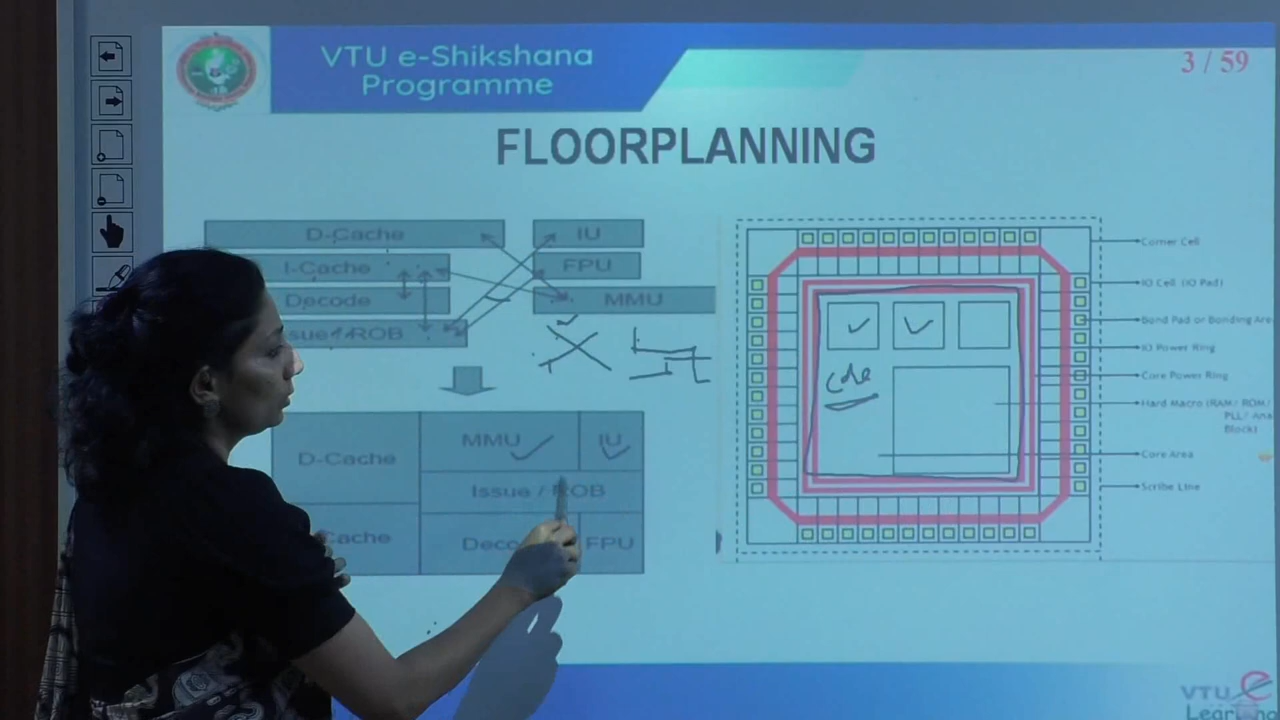 VTU e-Shikshana
Programme
3 / 59
FLOORPLANNING
D-Cache
I-Cache
Decode
Issue / ROB
IU
FPU
MMU
D-Cache
MMU
IU
Issue / ROB
Cache
Deco
FPU
core
Corner Cell
IO Cell (IO Pad)
Bond Pad or Bonding Are
IO Power Ring
Core Power Ring
Hard Macro (RAM / ROM /
PLL / Ana
Block)
Core Area
Scribe Line
VTU e
Learning